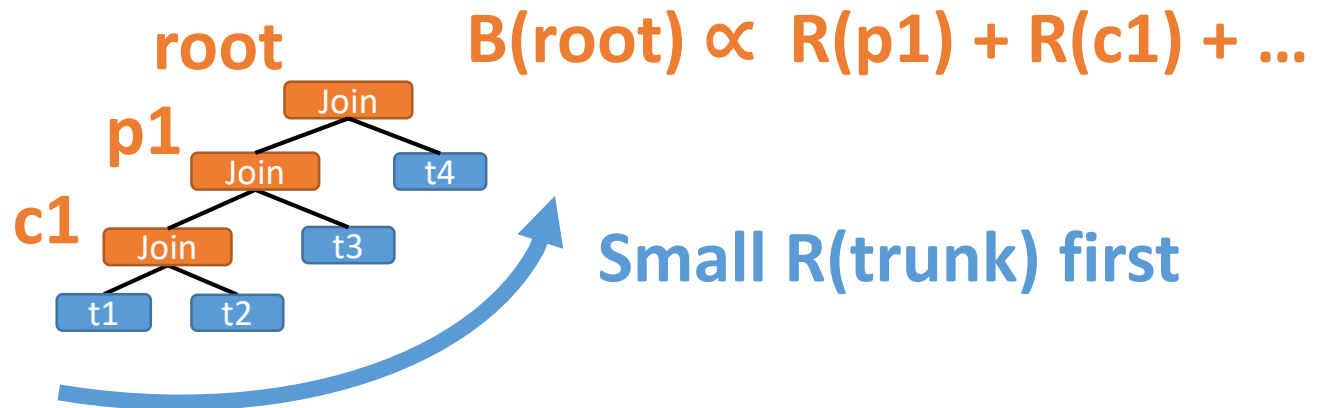 root
B(root) ∝ R(p1) + R(c1) + ...
Join
p1
Join
t4
c1
Join
t3
Small R(trunk) first
t1
t2